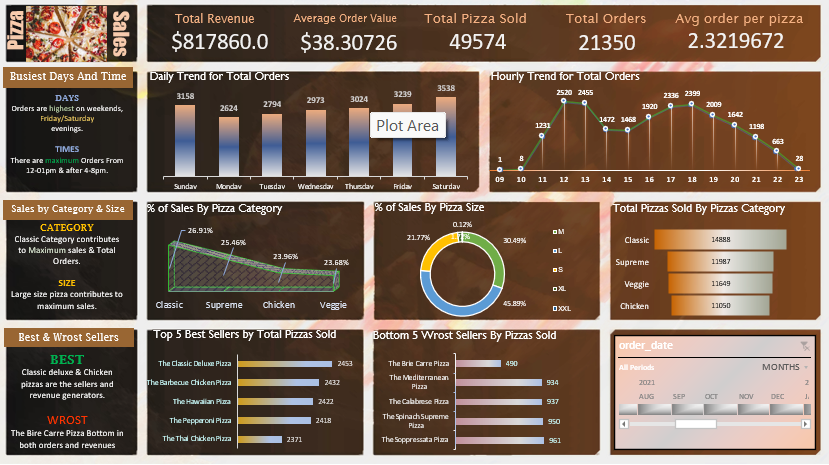 Pizza
Sales
Total Revenue
$817860.0
Average Order Value
$38.30726
Total Pizza Sold
49574
Total Orders
21350
Avg order per pizza
2.3219672
Busiest Days And Time
DAYS
Orders are highest on weekends,
Friday/Saturday
evenings.
TIMES
There are maximum Orders From
12-01pm & after 4-8pm.
Daily Trend for Total Orders
3158
2624
2794
2973
3024
3239
3538
Plot Area
Sunday
Monday
Tuesday
Wednesday
Thursday
Friday
Saturday
Hourly Trend for Total Orders
1
8
1231
2520
2455
1472
1468
1920
2336
2399
2009
1642
1198
663
28
09 10 11 12 13 14 15 16 17 18 19 20 21 22 23
Sales by Category & Size
CATEGORY
Classic Category contributes
to Maximum sales & Total
Orders.
SIZE
Large size pizza contributes to
maximum sales.
% of Sales By Pizza Category
26.91%
25.46%
23.96%
23.68%
Classic
Supreme
Chicken
Veggie
% of Sales By Pizza Size
0.12%
21.77%
30.49%
45.89%
M
L
S
XL
XXL
Total Pizzas Sold By Pizzas Category
Classic 14888
Supreme 11987
Veggie 11649
Chicken 11050
Best & Wrost Sellers
BEST
Classic deluxe & Chicken
pizzas are the sellers and
revenue generators.
WROST
The Bire Carre Pizza Bottom in
both orders and revenues
Top 5 Best Sellers by Total Pizzas Sold
The Classic Deluxe Pizza 2453
The Barbecue Chicken Pizza 2432
The Hawaiian Pizza 2422
The Pepperoni Pizza 2418
The Thai Chicken Pizza 2371
Bottom 5 Wrost Sellers By Pizzas Sold
The Brie Carre Pizza 490
The Mediterranean
Pizza 934
The Calabrese Pizza 937
The Spinach Supreme
Pizza 950
The Soppressata Pizza 961
order_date
All Periods
MONTHS
2021
2
AUG SEP OCT NOV DEC